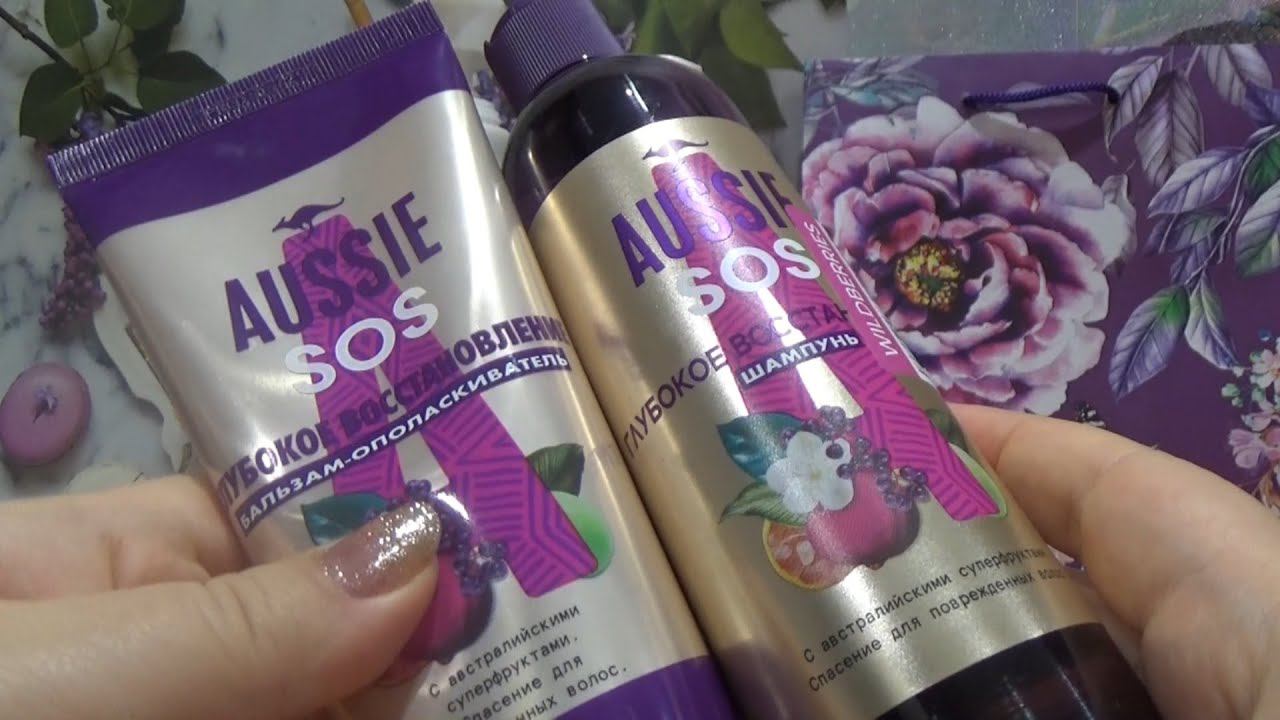 AUSSIE
SOS
ГЛУБОКОЕ ВОССТАНОВЛЕНИЕ
БАЛЬЗАМ-ОПОЛАСКИВАТЕЛЬ
С австралийскими
суперфруктами.
Спасение для
волос.
AUSSIE
SOS
ГЛУБОКОЕ
ШАМПУНЬ
С австралийскими суперфруктами
Спасение для поврежденных
WILDBERRIES